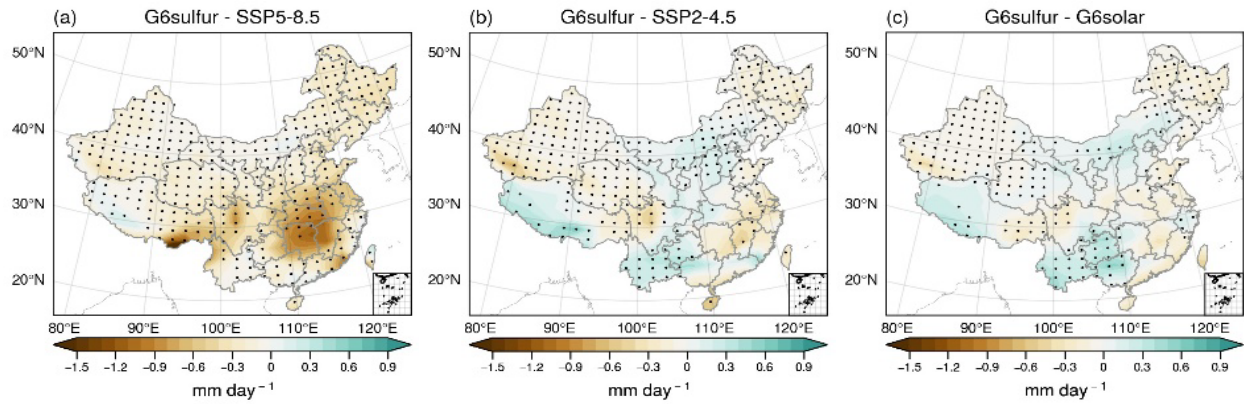 (a) G6sulfur - SSP5-8.5
(b) G6sulfur - SSP2-4.5
(c) G6sulfur - G6solar
50°N
40°N
30°N
20°N
80°E 90°E 100°E 110°E 120°E
50°N
40°N
30°N
20°N
80°E 90°E 100°E 110°E 120°E
50°N
40°N
30°N
20°N
80°E 90°E 100°E 110°E 120°E
−1.5 −1.2 −0.9 −0.6 −0.3 0 0.3 0.6 0.9
mm day⁻¹
−1.5 −1.2 −0.9 −0.6 −0.3 0 0.3 0.6 0.9
mm day⁻¹
−1.5 −1.2 −0.9 −0.6 −0.3 0 0.3 0.6 0.9
mm day⁻¹